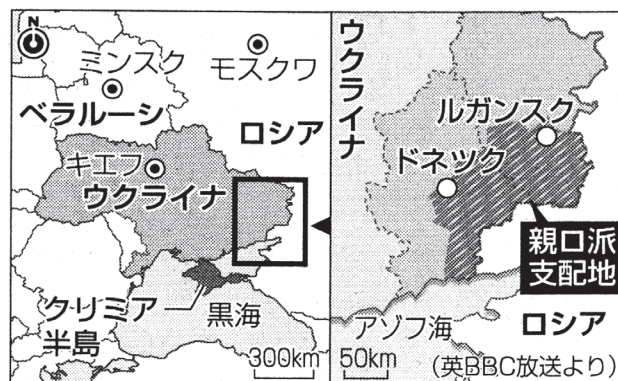 N
ミンスク
モスクワ
ベラルーシ
ロシア
キエフ
ウクライナ
クリミア
半島
黒海
300km
ウクライナ
ルガンスク
ドネツク
親ロ派
支配地
アゾフ海
ロシア
50km
(英BBC放送より)